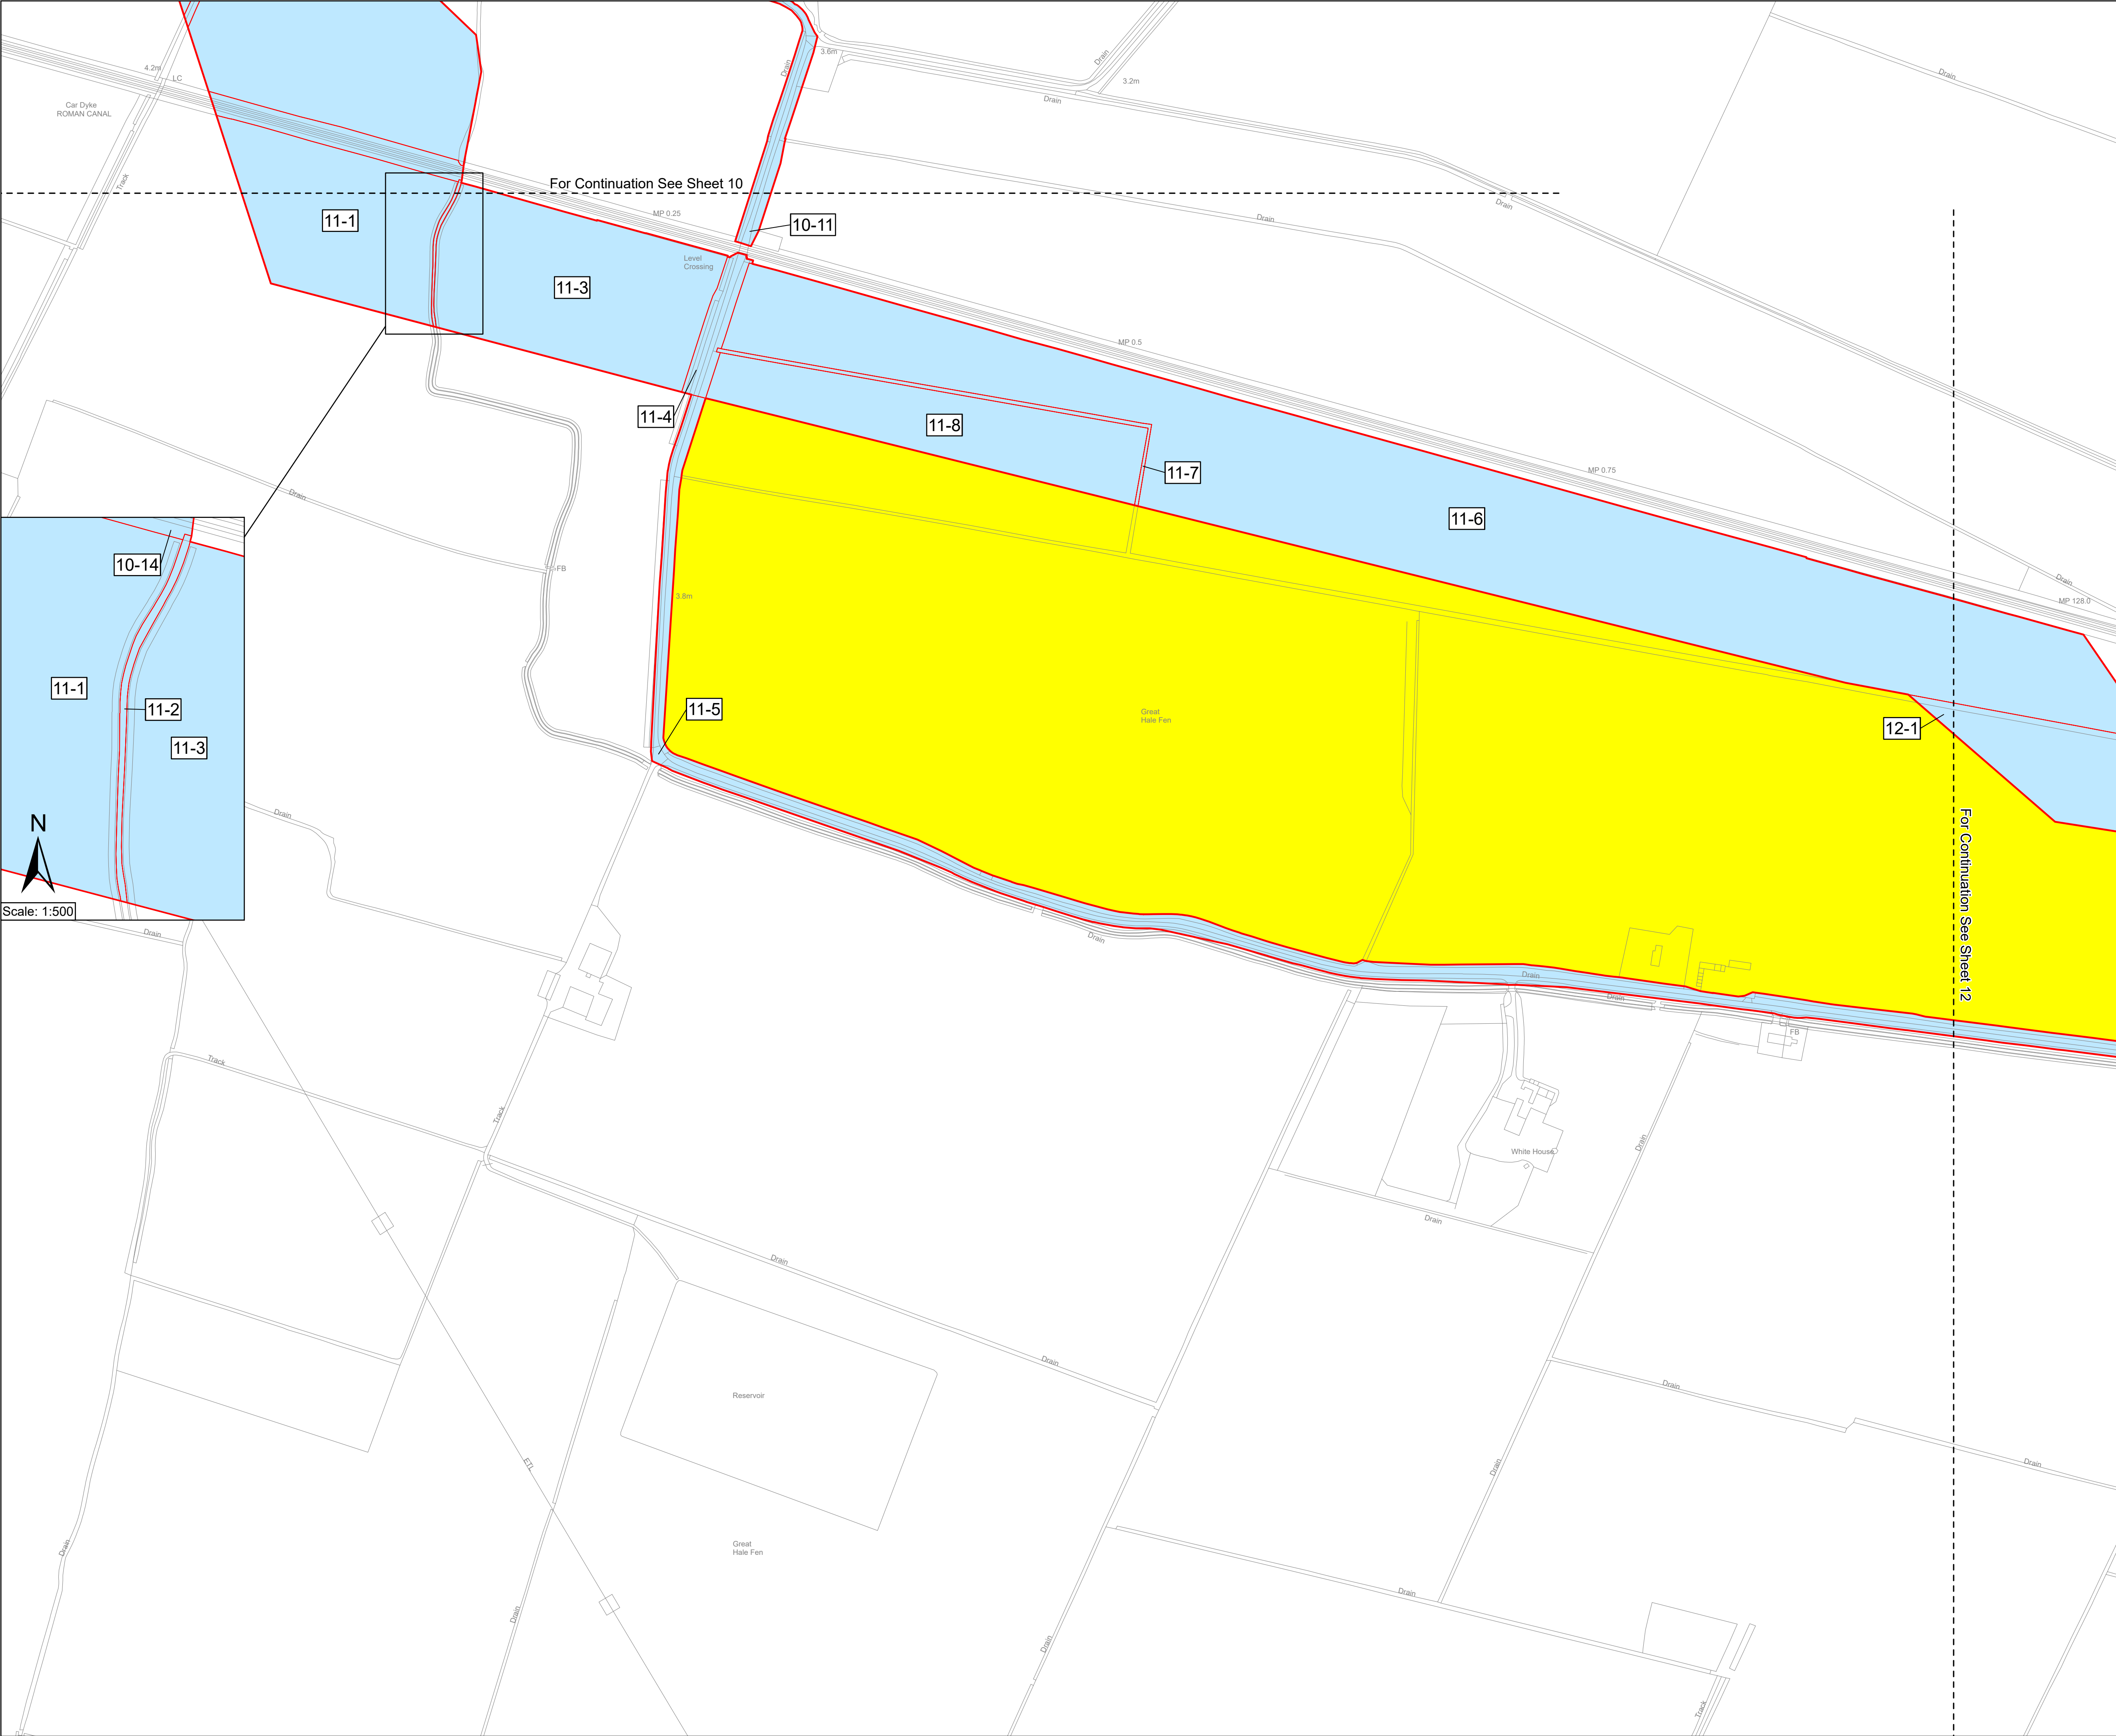 Drain
3.6m
Drain
4.2m
LC
3.2m
Drain
Drain
Car Dyke
ROMAN CANAL
Track
For Continuation See Sheet 10
Drain
MP 0.25
10-11
Drain
11-1
Level
Crossing
11-3
MP 0.5
11-4
11-8
11-7
MP 0.75
Drain
11-6
10-14
FB
Drain
3.8m
MP 128.0
11-1
11-2
11-5
Great
Hale Fen
12-1
11-3
Drain
N
For Continuation See Sheet 12
Scale: 1:500
Drain
Drain
Drain
Drain
FB
Track
Track
Drain
White House
Drain
Drain
Drain
Drain
Reservoir
ETL
Drain
Drain
Drain
Great
Hale Fen
Drain
Drain
Drain
Drain
Track